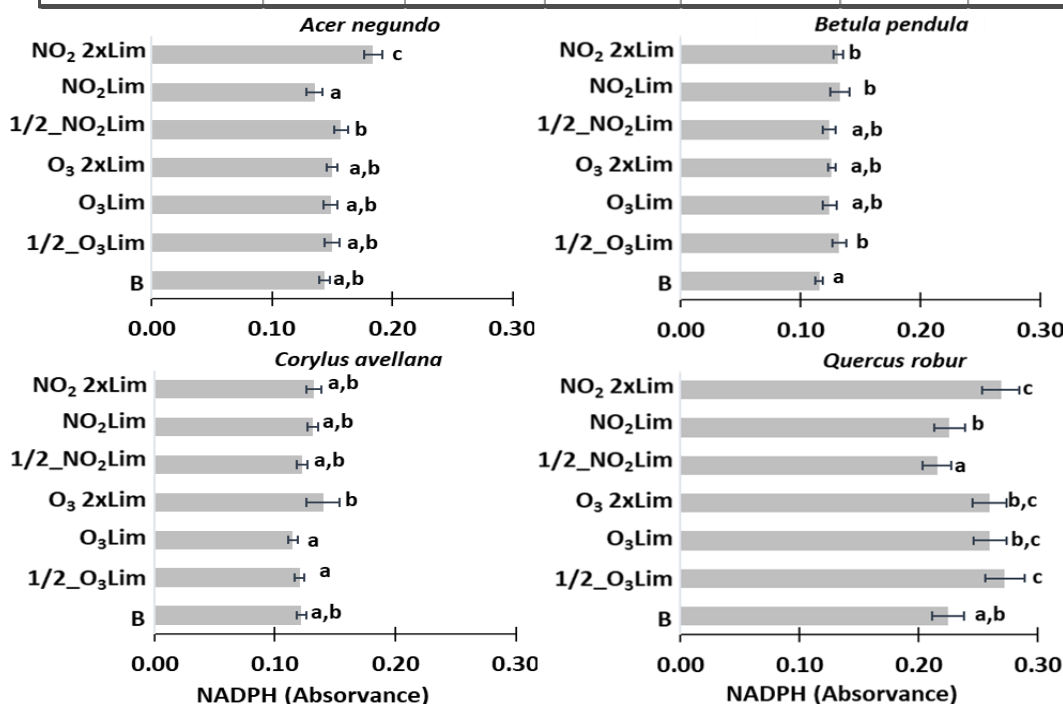 Acer negundo
NO₂ 2xLim c
NO₂Lim a
1/2_NO₂Lim b
O₃ 2xLim a,b
O₃Lim a,b
1/2_O₃Lim a,b
B a,b
0.00 0.10 0.20 0.30
Betula pendula
NO₂ 2xLim b
NO₂Lim b
1/2_NO₂Lim a,b
O₃ 2xLim a,b
O₃Lim a,b
1/2_O₃Lim b
B a
0.00 0.10 0.20 0.30
Corylus avellana
NO₂ 2xLim a,b
NO₂Lim a,b
1/2_NO₂Lim a,b
O₃ 2xLim b
O₃Lim a
1/2_O₃Lim a
B a,b
0.00 0.10 0.20 0.30
NADPH (Absorvance)
Quercus robur
NO₂ 2xLim c
NO₂Lim b
1/2_NO₂Lim a
O₃ 2xLim b,c
O₃Lim b,c
1/2_O₃Lim c
B a,b
0.00 0.10 0.20 0.30
NADPH (Absorvance)